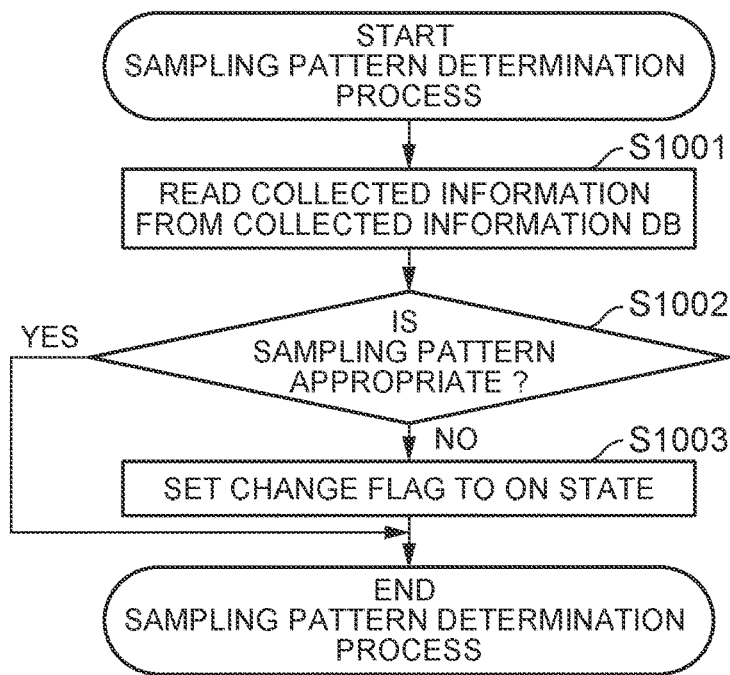 START
SAMPLING PATTERN DETERMINATION
PROCESS
S1001
READ COLLECTED INFORMATION
FROM COLLECTED INFORMATION DB
S1002
YES
IS
SAMPLING PATTERN
APPROPRIATE ?
NO
S1003
SET CHANGE FLAG TO ON STATE
END
SAMPLING PATTERN DETERMINATION
PROCESS